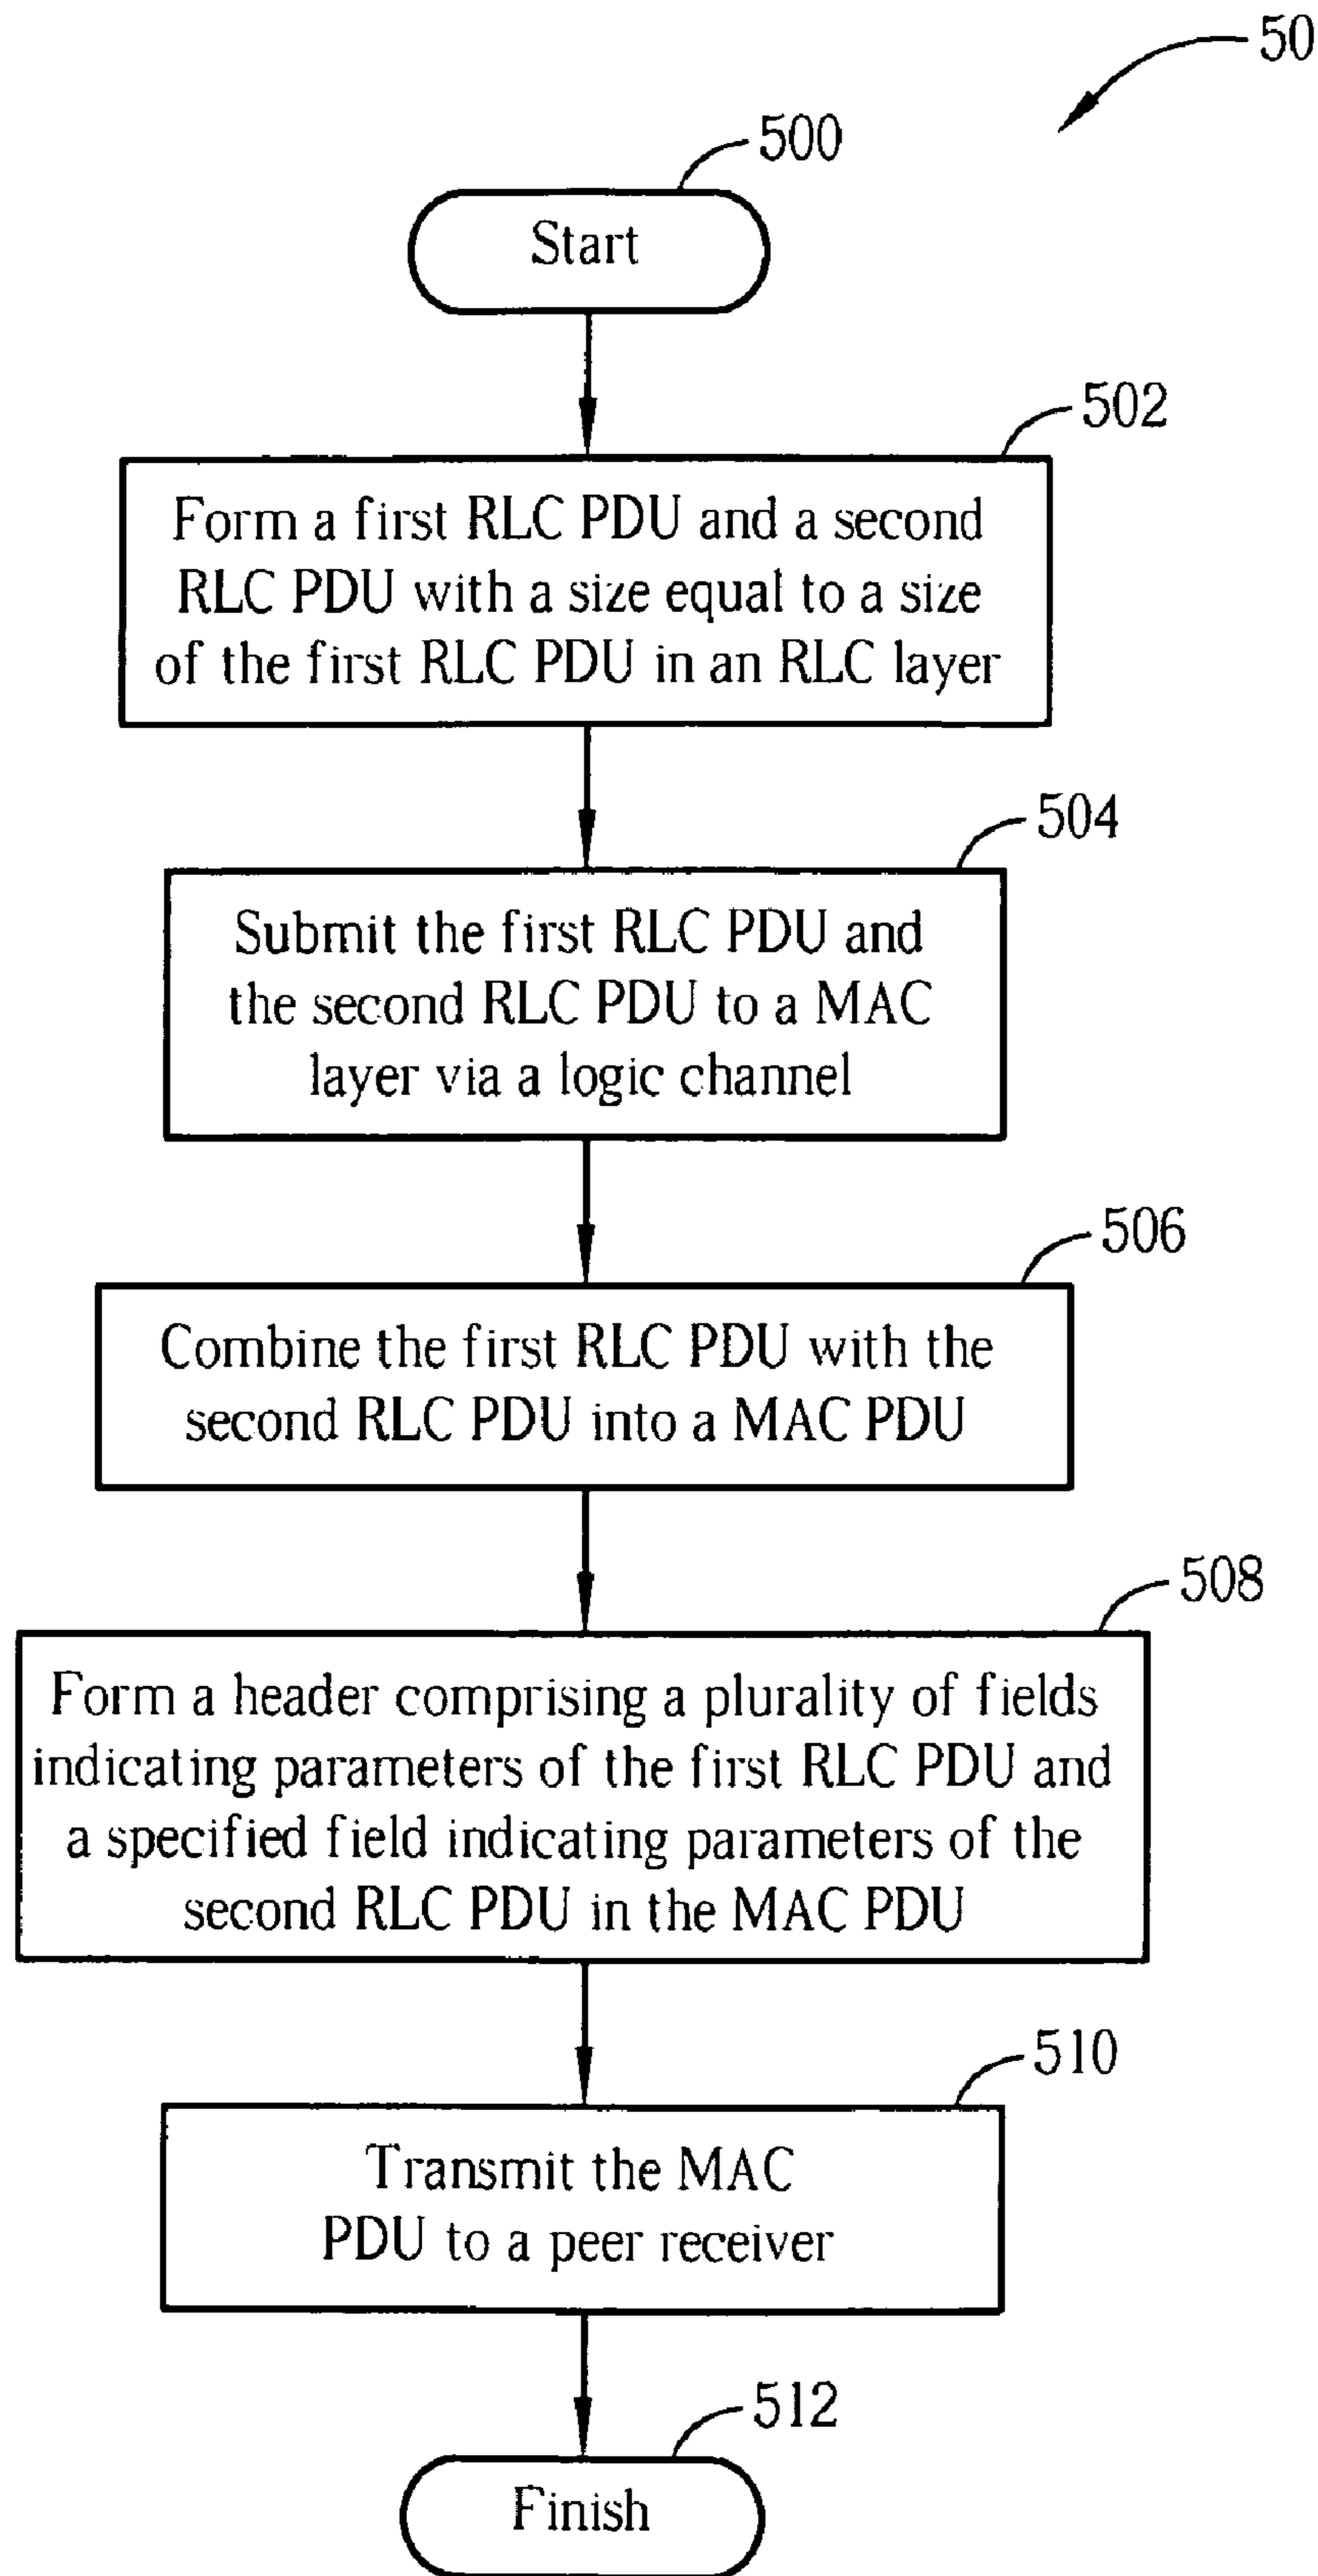 50
500
Start
502
Form a first RLC PDU and a second
RLC PDU with a size equal to a size
of the first RLC PDU in an RLC layer
504
Submit the first RLC PDU and
the second RLC PDU to a MAC
layer via a logic channel
506
Combine the first RLC PDU with the
second RLC PDU into a MAC PDU
508
Form a header comprising a plurality of fields
indicating parameters of the first RLC PDU and
a specified field indicating parameters of the
second RLC PDU in the MAC PDU
510
Transmit the MAC
PDU to a peer receiver
512
Finish